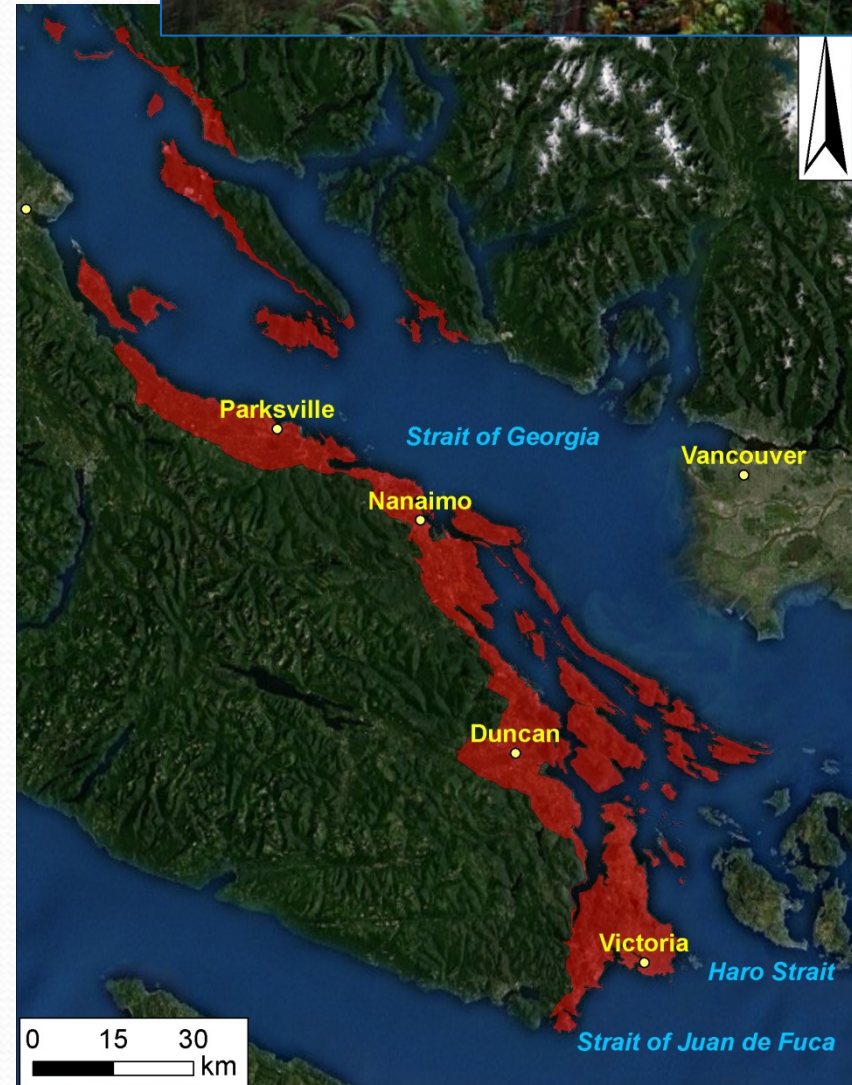 Parksville
Strait of Georgia
Vancouver
Nanaimo
Duncan
Victoria
Haro Strait
Strait of Juan de Fuca
0 15 30
km